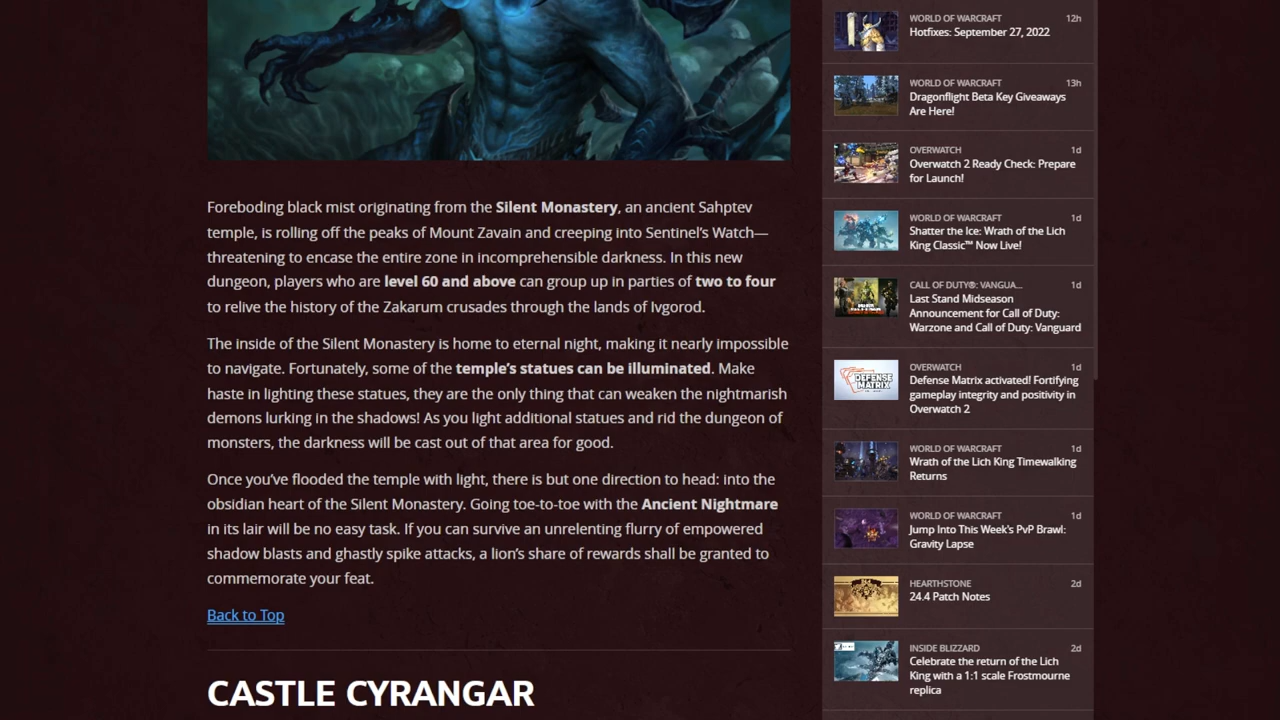 Foreboding black mist originating from the Silent Monastery, an ancient Sahptev
temple, is rolling off the peaks of Mount Zavain and creeping into Sentinel's Watch—
threatening to encase the entire zone in incomprehensible darkness. In this new
dungeon, players who are level 60 and above can group up in parties of two to four
to relive the history of the Zakarum crusades through the lands of Ivgorod.
The inside of the Silent Monastery is home to eternal night, making it nearly impossible
to navigate. Fortunately, some of the temple's statues can be illuminated. Make
haste in lighting these statues, they are the only thing that can weaken the nightmarish
demons lurking in the shadows! As you light additional statues and rid the dungeon of
monsters, the darkness will be cast out of that area for good.
Once you've flooded the temple with light, there is but one direction to head: into the
obsidian heart of the Silent Monastery. Going toe-to-toe with the Ancient Nightmare
in its lair will be no easy task. If you can survive an unrelenting flurry of empowered
shadow blasts and ghastly spike attacks, a lion's share of rewards shall be granted to
commemorate your feat.
Back to Top
CASTLE CYRANGAR
WORLD OF WARCRAFT 12h
Hotfixes: September 27, 2022
WORLD OF WARCRAFT 13h
Dragonflight Beta Key Giveaways
Are Here!
OVERWATCH 1d
Overwatch 2 Ready Check: Prepare
for Launch!
WORLD OF WARCRAFT 1d
Shatter the Ice: Wrath of the Lich
King Classic™ Now Live!
CALL OF DUTY®: VANGUA... 1d
Last Stand Midseason
Announcement for Call of Duty:
Warzone and Call of Duty: Vanguard
DEFENSE
MATRIX
OVERWATCH 1d
Defense Matrix activated! Fortifying
gameplay integrity and positivity in
Overwatch 2
WORLD OF WARCRAFT 1d
Wrath of the Lich King Timewalking
Returns
WORLD OF WARCRAFT 1d
Jump Into This Week's PvP Brawl:
Gravity Lapse
HEARTHSTONE 2d
24.4 Patch Notes
INSIDE BLIZZARD 2d
Celebrate the return of the Lich
King with a 1:1 scale Frostmourne
replica